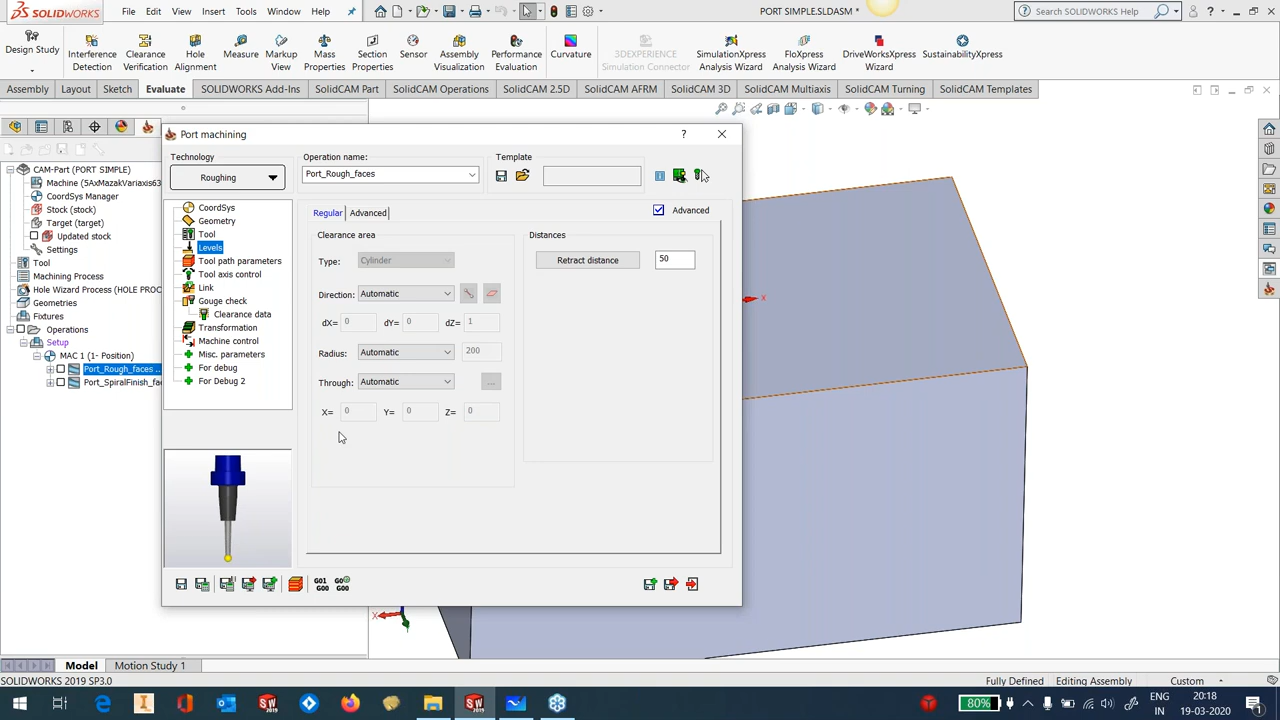 SOLIDWORKS
File Edit View Insert Tools Window Help
PORT SIMPLE.SLDASM *
Search SOLIDWORKS Help
Design Study
Interference Detection
Clearance Verification
Hole Alignment
Measure
Markup View
Mass Properties
Section Properties
Sensor
Assembly Visualization
Performance Evaluation
Curvature
3DEXPERIENCE Simulation Connector
SimulationXpress Analysis Wizard
FloXpress Analysis Wizard
DriveWorksXpress Wizard
SustainabilityXpress
Assembly Layout Sketch Evaluate SOLIDWORKS Add-Ins SolidCAM Part SolidCAM Operations SolidCAM 2.5D SolidCAM AFRM SolidCAM 3D SolidCAM Multiaxis SolidCAM Turning SolidCAM Templates
CAM-Part (PORT SIMPLE)
Machine (5AxMazakVariaxis63
CoordSys Manager
Stock (stock)
Target (target)
Updated stock
Settings
Tool
Machining Process
Hole Wizard Process (HOLE PROC
Geometries
Fixtures
Operations
Setup
MAC 1 (1- Position)
Port_Rough_faces ...
Port_SpiralFinish_fa
Port machining
?
Technology
Roughing
Operation name:
Port_Rough_faces
Template
CoordSys
Geometry
Tool
Levels
Tool path parameters
Tool axis control
Link
Gouge check
Clearance data
Transformation
Machine control
Misc. parameters
For debug
For Debug 2
Regular Advanced
Advanced
Clearance area
Type: Cylinder
Direction: Automatic
dX= 0 dY= 0 dZ= 1
Radius: Automatic 200
Through: Automatic ...
X= 0 Y= 0 Z= 0
Distances
Retract distance 50
G01 G00
G00 G00
X
X
Model Motion Study 1
SOLIDWORKS 2019 SP3.0
Fully Defined Editing Assembly Custom
80%
ENG
IN
20:18
19-03-2020